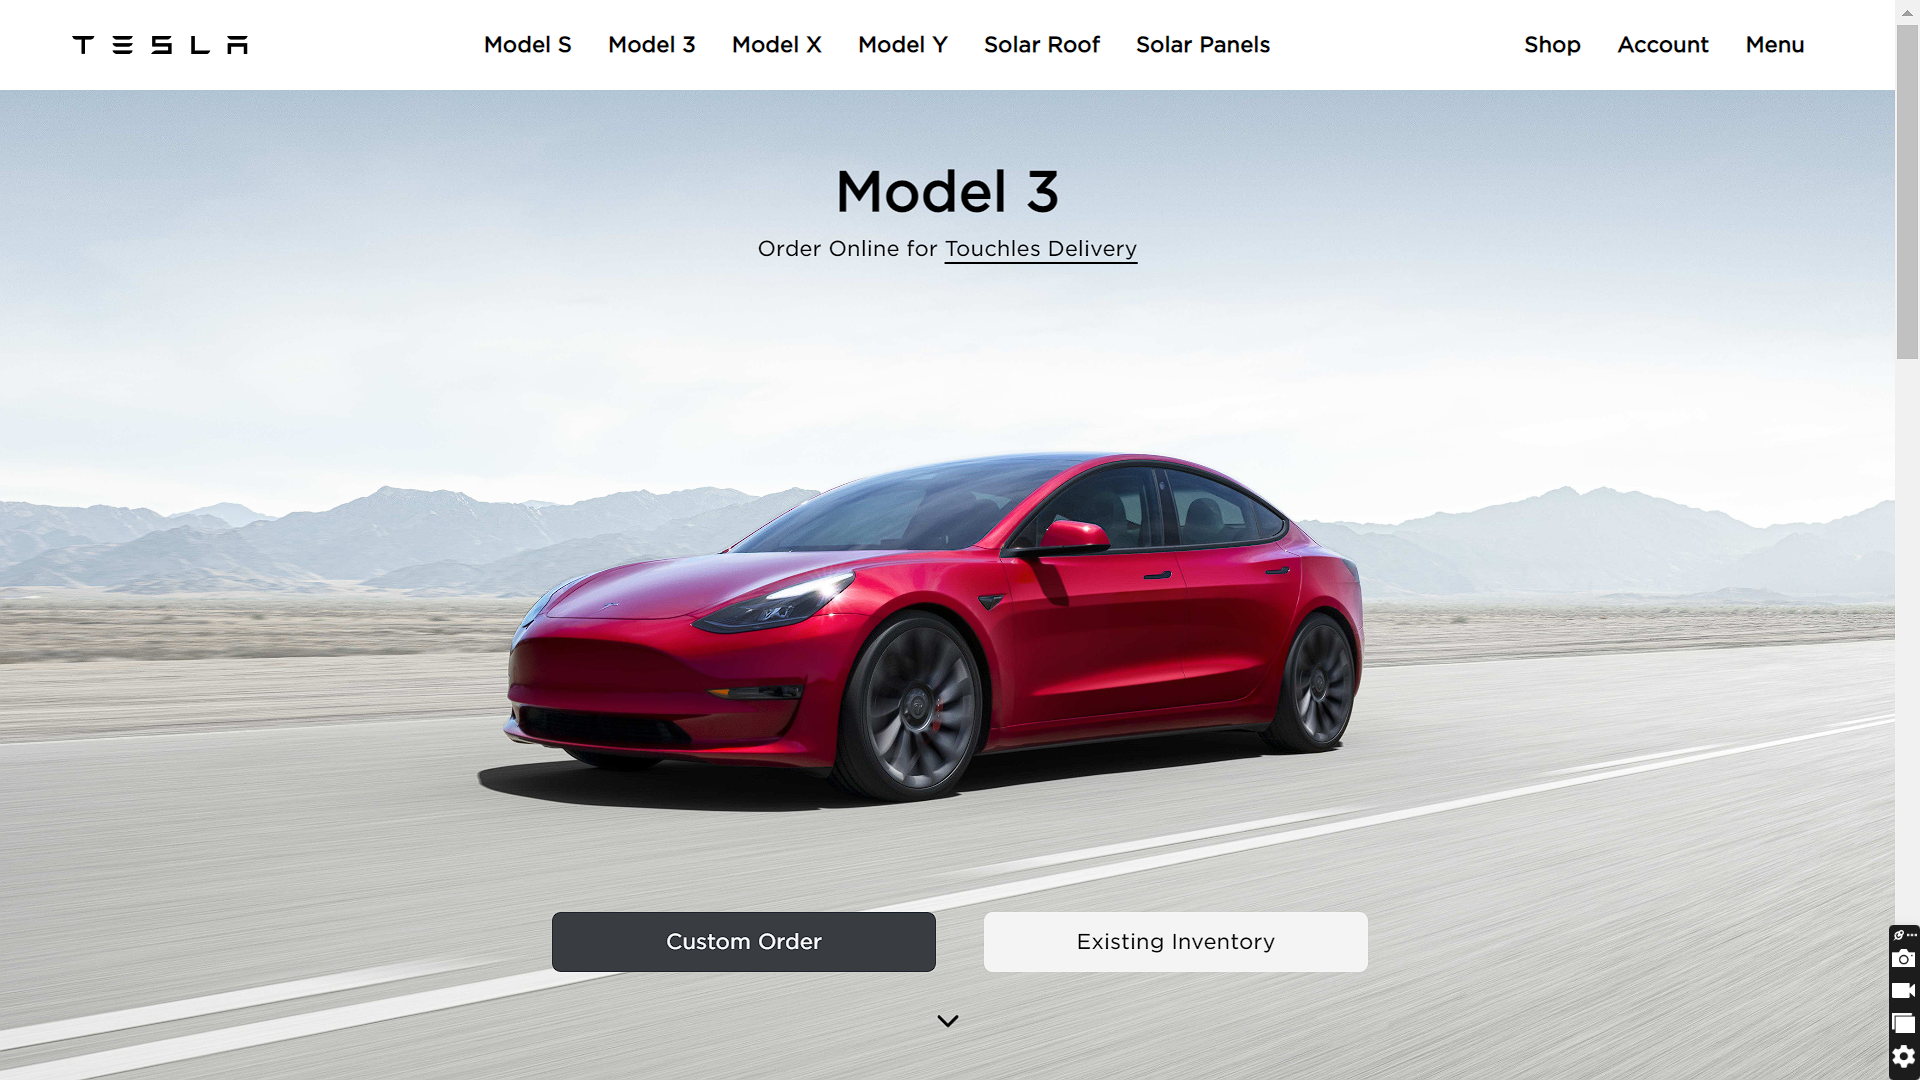 TESLA Model S Model 3 Model X Model Y Solar Roof Solar Panels Shop Account Menu
Model 3
Order Online for Touchles Delivery
Custom Order Existing Inventory